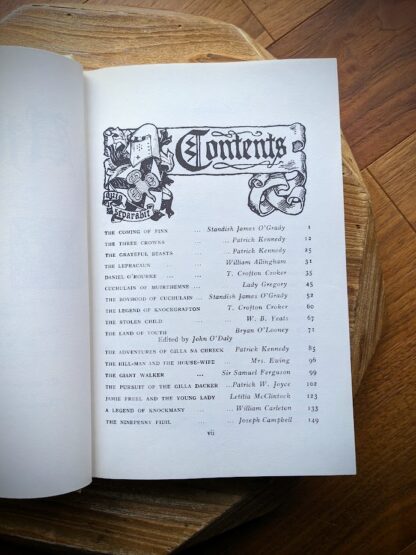 Contents
quis
separabit
THE COMING OF FINN ... Standish James O'Grady 1
THE THREE CROWNS ... Patrick Kennedy 12
THE GRATEFUL BEASTS ... Patrick Kennedy 25
THE LEPRACAUN ... William Allingham 31
DANIEL O'ROURKE ... ... T. Crofton Croker 35
CUCHULAIN OF MUIRTHEMNE ... Lady Gregory 45
THE BOYHOOD OF CUCHULAIN ... Standish James O'Grady 52
THE LEGEND OF KNOCKGRAFTON T. Crofton Croker 60
THE STOLEN CHILD ... W. B. Yeats 67
THE LAND OF YOUTH Bryan O'Looney 71
Edited by John O'Daly
THE ADVENTURES OF GILLA NA CHRECK Patrick Kennedy 85
THE HILL-MAN AND THE HOUSE-WIFE ... Mrs. Ewing 96
THE GIANT WALKER ... Sir Samuel Ferguson 99
THE PURSUIT OF THE GILLA DACKER ...Patrick W. Joyce 102
JAMIE FREEL AND THE YOUNG LADY Letitia McClintock 123
A LEGEND OF KNOCKMANY ... William Carleton 133
THE NINEPENNY FIDIL ... Joseph Campbell 149
vii